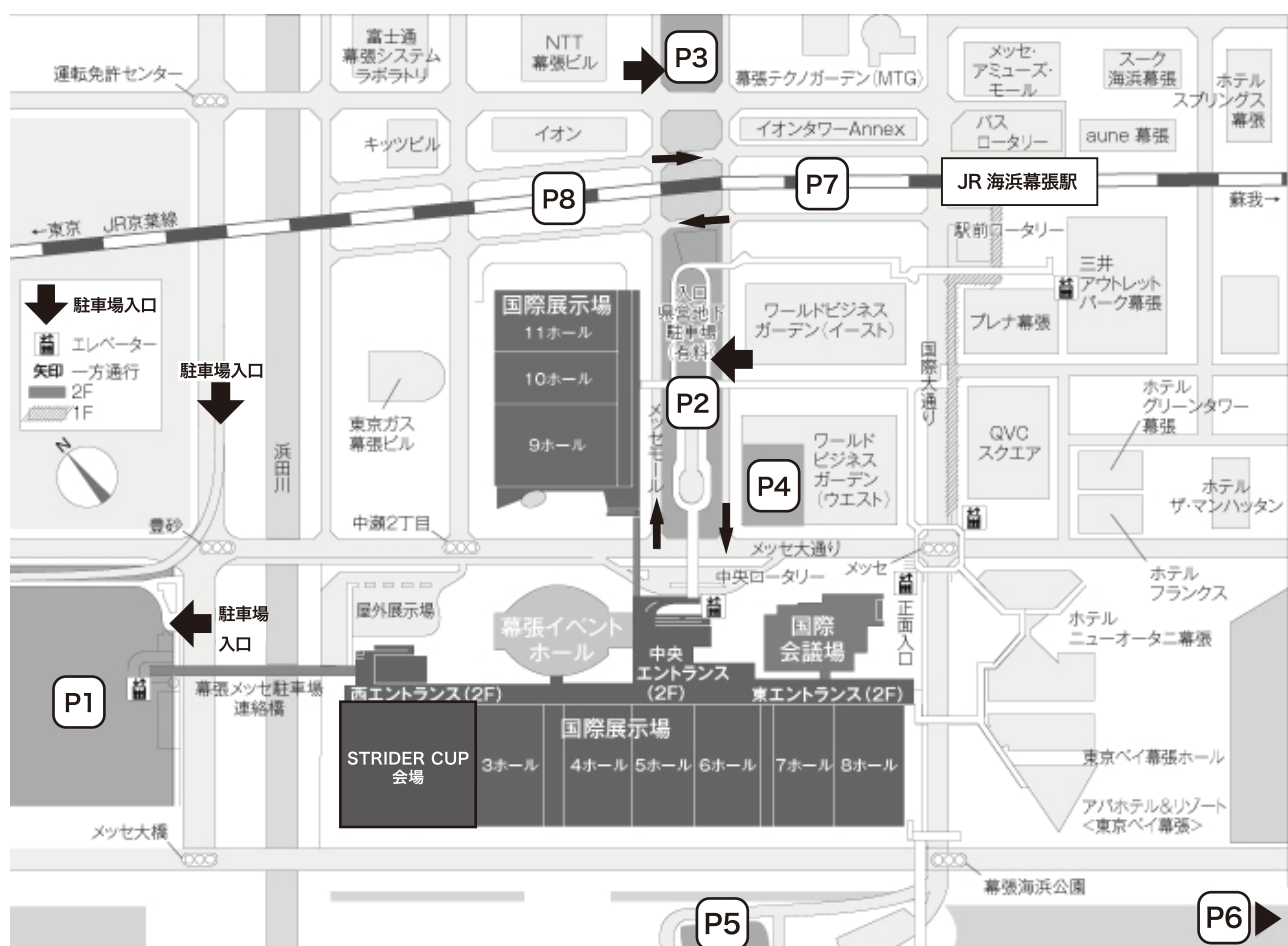 富士通
幕張システム
ラボラトリ
NTT
幕張ビル
P3
幕張テクノガーデン(MTG)
メッセ・
アミューズ・
モール
スーク
海浜幕張
ホテル
スプリングス
幕張
運転免許センター
キッツビル
イオン
イオンタワーAnnex
バス
ロータリー
aune 幕張
P8
P7
JR 海浜幕張駅
蘇我→
←東京 JR京葉線
駅前ロータリー
駐車場入口
エレベーター
矢印 一方通行
2F
1F
N
駐車場入口
浜田川
東京ガス
幕張ビル
国際展示場
11ホール
10ホール
9ホール
入口
県営地下
駐車場
(有料)
P2
メッセモール
ワールドビジネス
ガーデン(イースト)
ワールド
ビジネス
ガーデン
(ウエスト)
P4
国際大通り
プレナ幕張
三井
アウトレット
パーク幕張
QVC
スクエア
ホテル
グリーンタワー
幕張
ホテル
ザ・マンハッタン
豊砂
中瀬2丁目
メッセ大通り
中央ロータリー
メッセ
ホテル
フランクス
駐車場
入口
屋外展示場
幕張イベント
ホール
中央
エントランス
(2F)
国際
会議場
正面入口
ホテル
ニューオータニ幕張
P1
幕張メッセ駐車場
連絡橋
西エントランス(2F)
東エントランス(2F)
国際展示場
STRIDER CUP
会場
3ホール
4ホール
5ホール
6ホール
7ホール
8ホール
東京ベイ幕張ホール
アパホテル&リゾート
<東京ベイ幕張>
メッセ大橋
幕張海浜公園
P5
P6